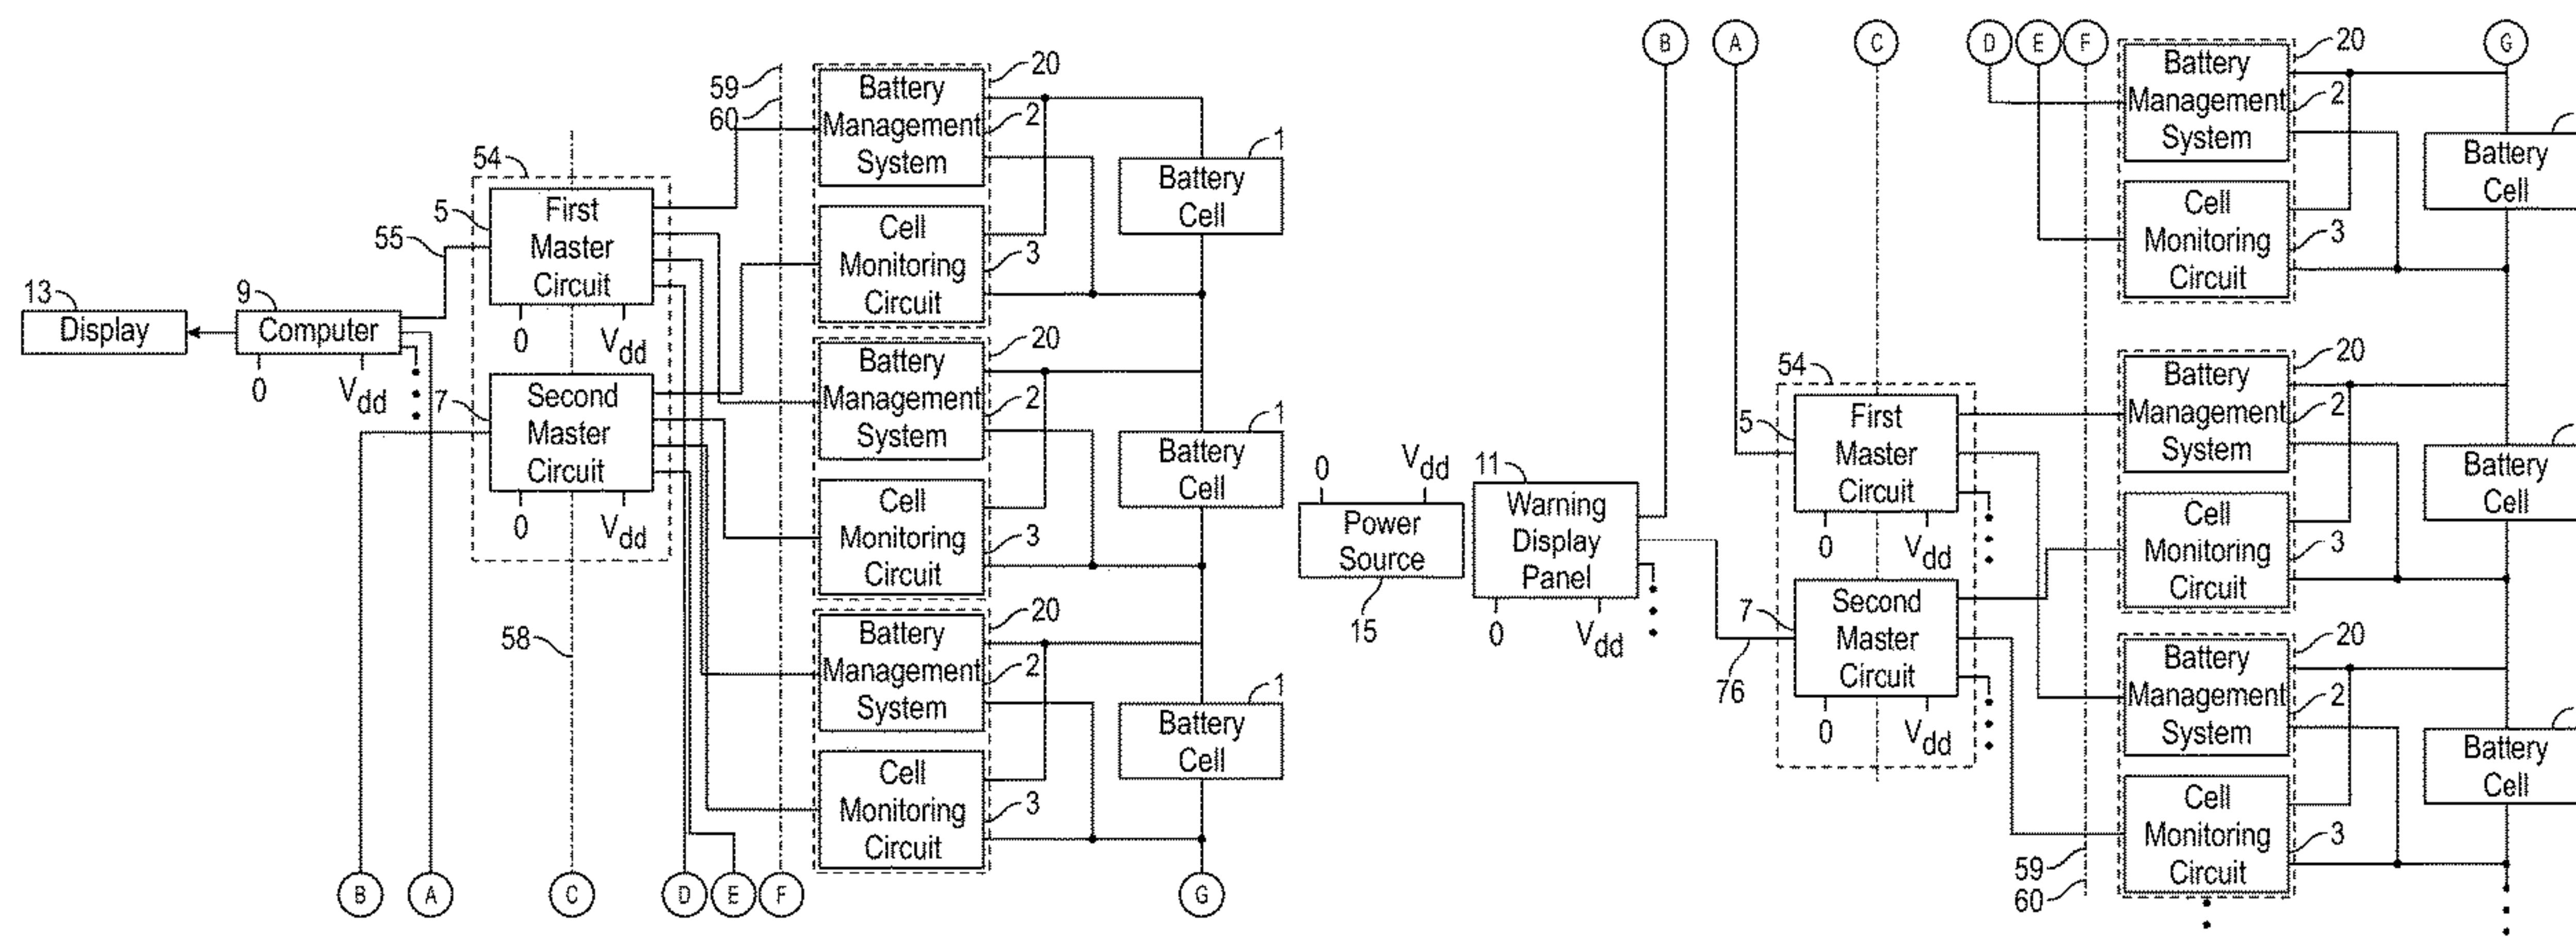 59
60
20
Battery
Management
System
2
1
Battery
Cell
54
5
First
Master
Circuit
55
Cell
Monitoring
Circuit
3
13
Display
9
Computer
0
Vdd
0
Vdd
20
Battery
Management
System
2
1
Battery
Cell
7
Second
Master
Circuit
0
Vdd
Cell
Monitoring
Circuit
3
58
20
Battery
Management
System
2
1
Battery
Cell
Cell
Monitoring
Circuit
3
B
A
C
D
E
F
G
B
A
C
D
E
F
G
20
Battery
Management
System
2
Battery
Cell
Cell
Monitoring
Circuit
3
54
5
First
Master
Circuit
0
Vdd
20
Battery
Management
System
2
Battery
Cell
0
Vdd
Power
Source
15
11
Warning
Display
Panel
0
Vdd
Cell
Monitoring
Circuit
3
7
Second
Master
Circuit
0
Vdd
76
20
Battery
Management
System
2
Battery
Cell
Cell
Monitoring
Circuit
3
59
60